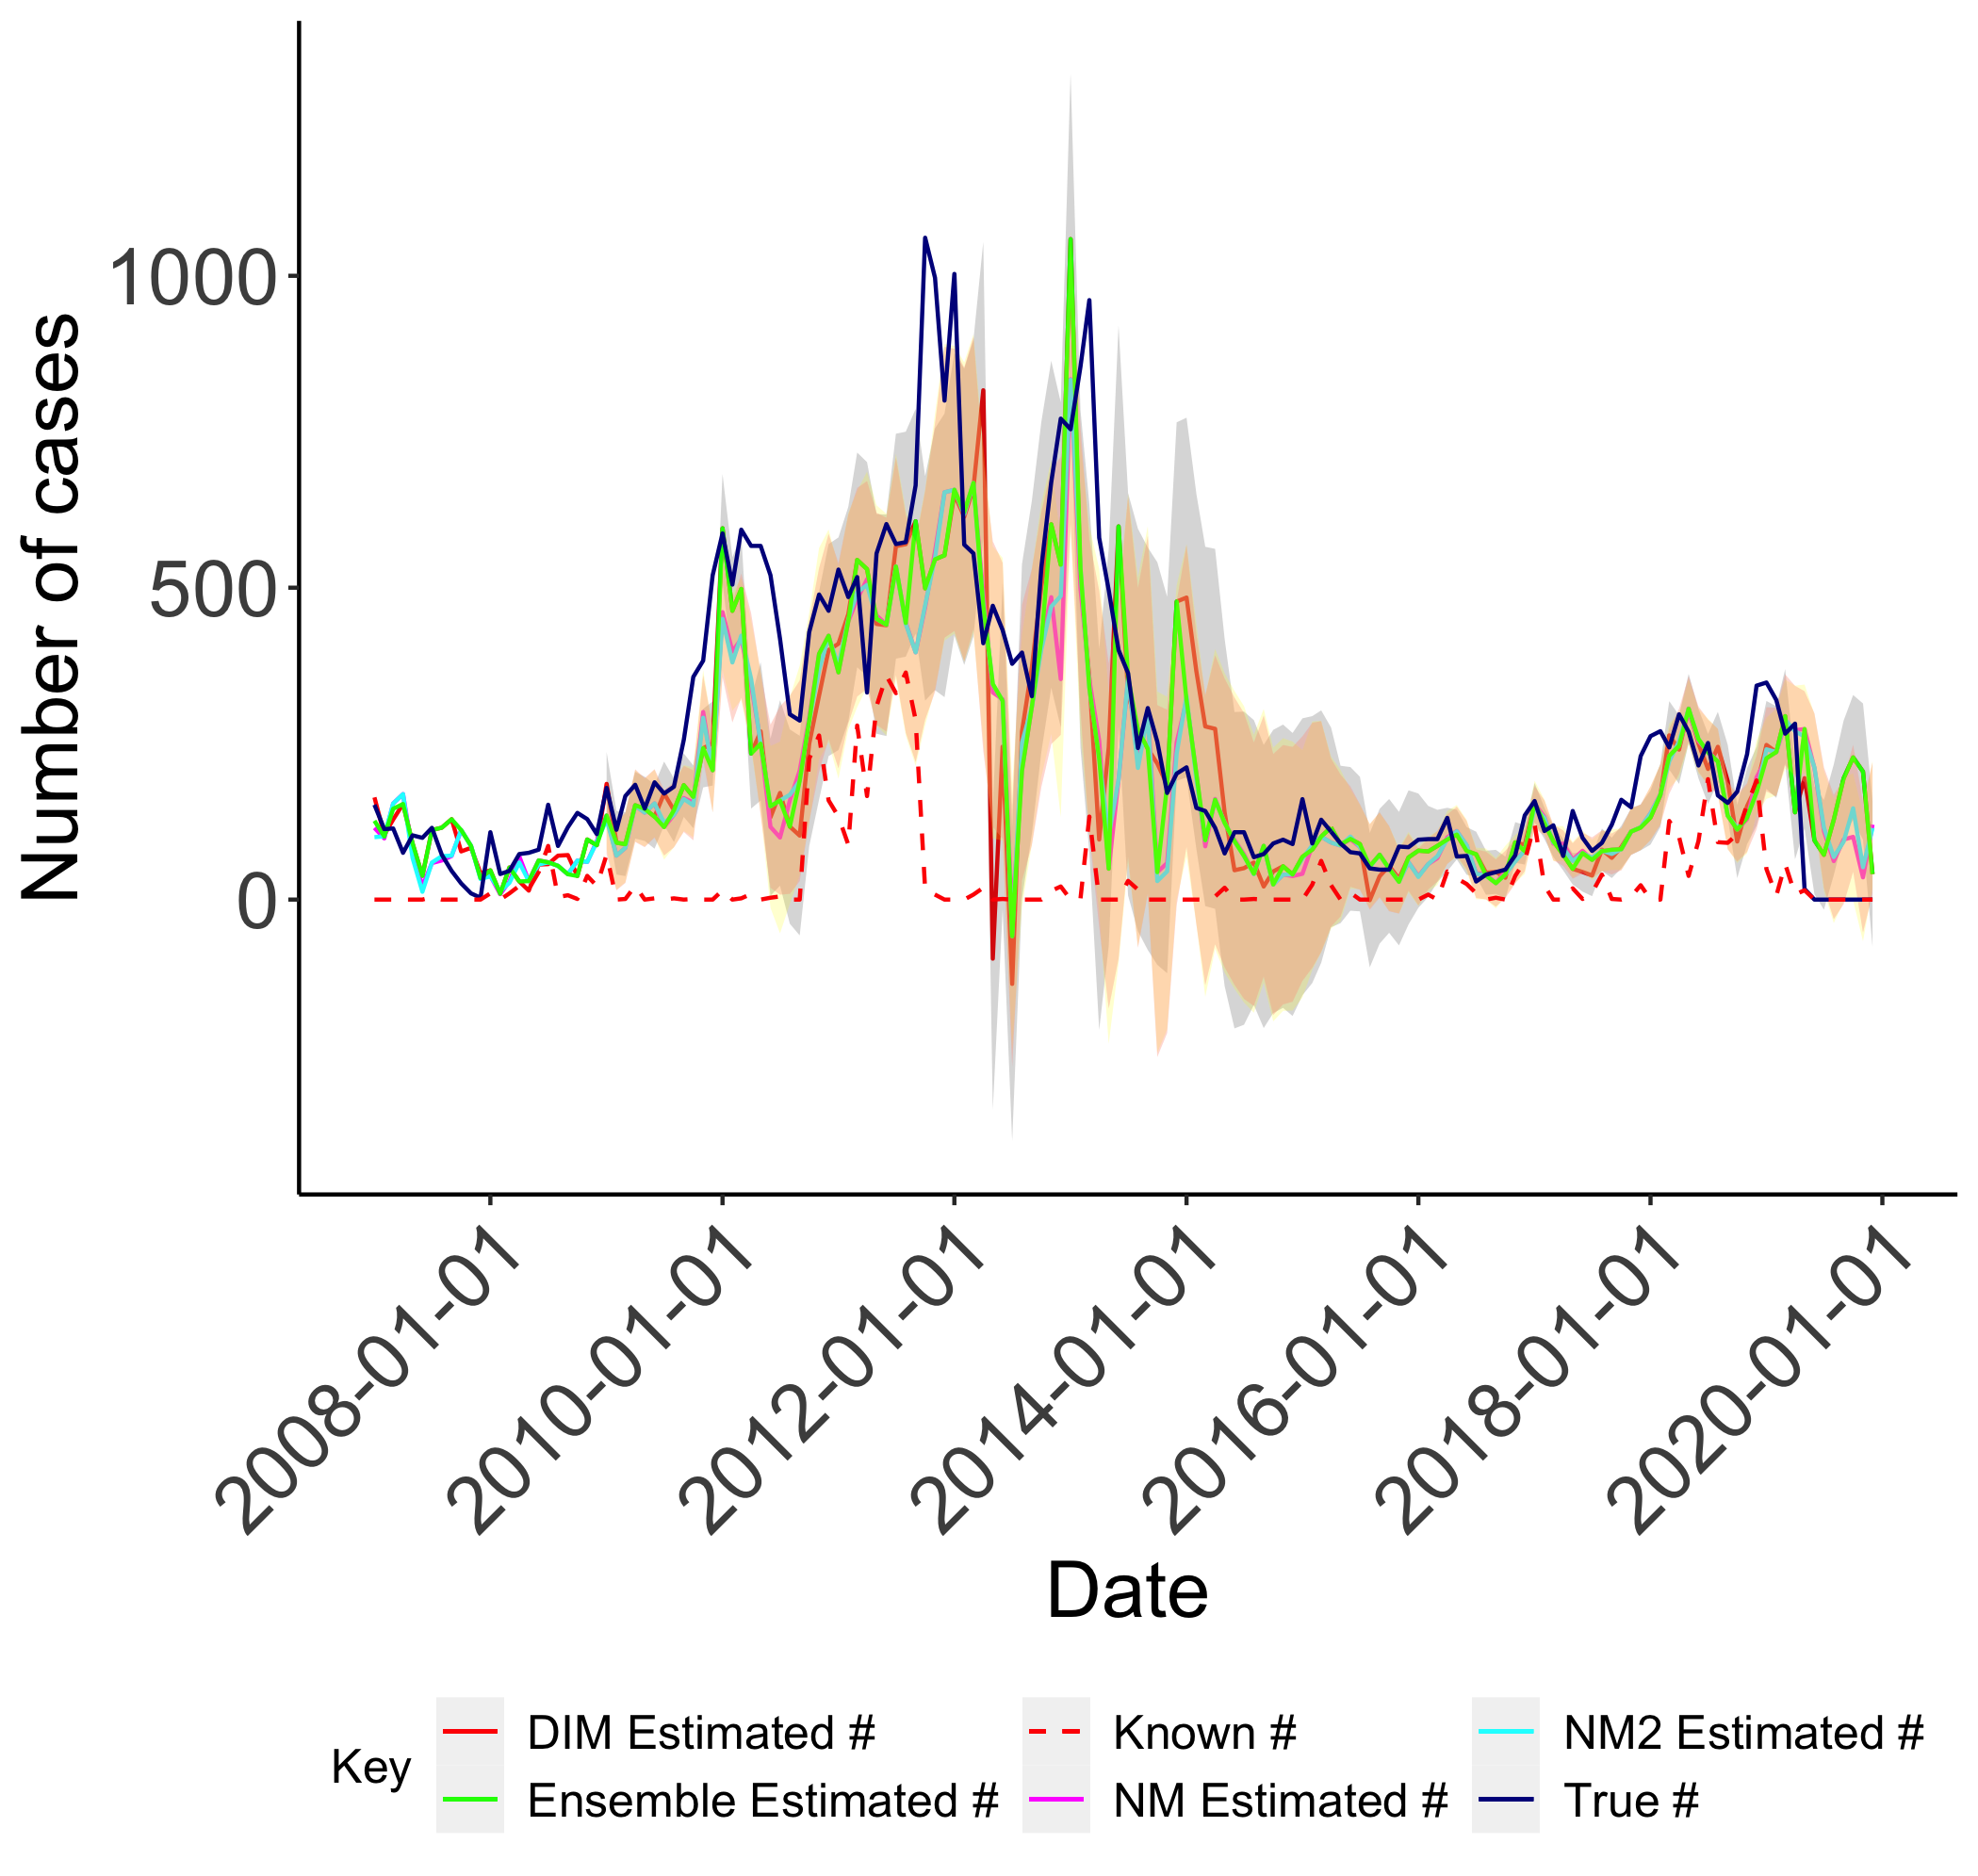 Number of cases
1000
500
0
2008-01-01
2010-01-01
2012-01-01
2014-01-01
2016-01-01
2018-01-01
2020-01-01
Date
Key
DIM Estimated #
Known #
NM2 Estimated #
Ensemble Estimated #
NM Estimated #
True #